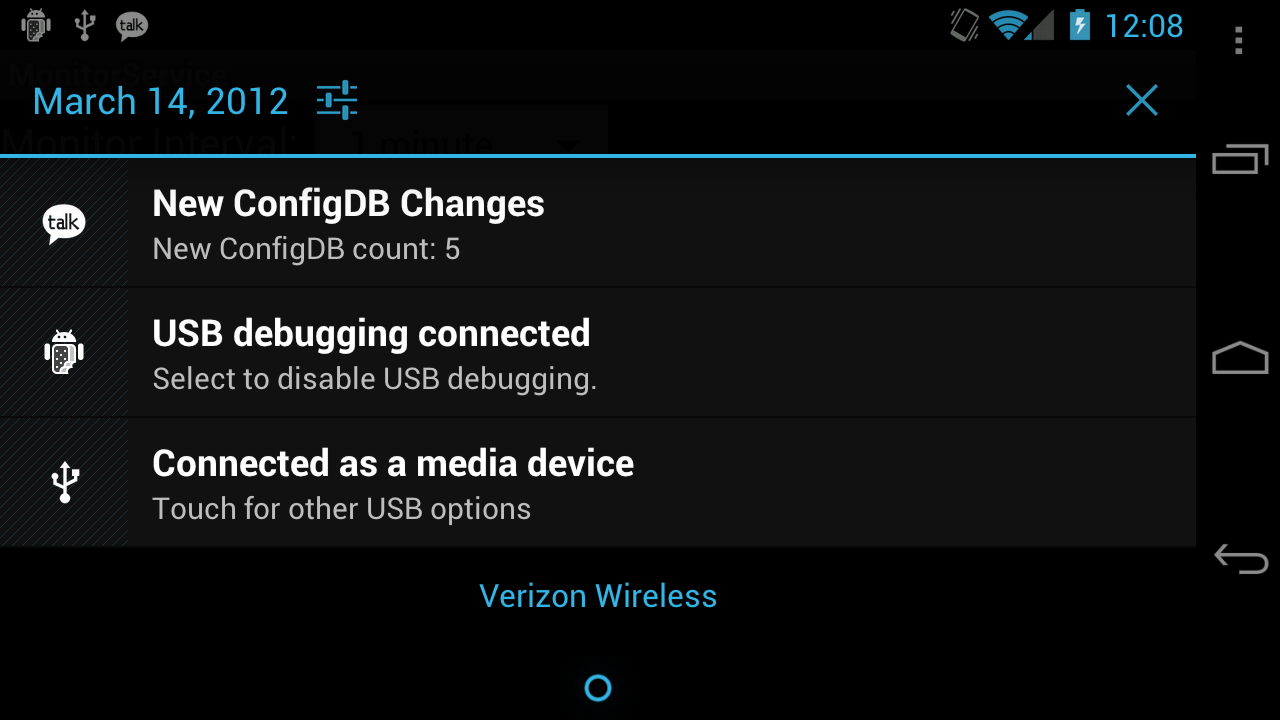 talk
12:08
MonitorService
March 14, 2012
Monitor Interval: 1 minute
talk
New ConfigDB Changes
New ConfigDB count: 5
USB debugging connected
Select to disable USB debugging.
Connected as a media device
Touch for other USB options
Verizon Wireless